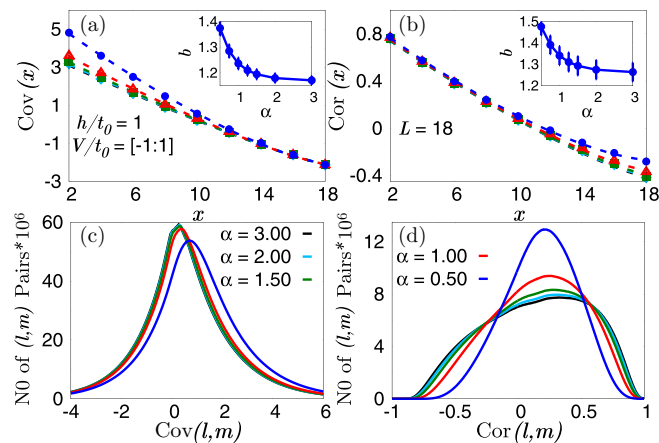 (a)
Cov (x)
5
3
1
-1
-3
2
6
10
14
18
x
h/t0 = 1
V/t0 = [-1:1]
b
1.4
1.3
1.2
0
1
2
3
α
(b)
Cor (x)
0.8
0.4
0
-0.4
2
6
10
14
18
x
L = 18
b
1.5
1.4
1.3
1.2
1
2
3
α
(c)
N0 of (l,m) Pairs*10^6
60
40
20
0
-4
-2
0
2
4
6
Cov(l,m)
α = 3.00
α = 2.00
α = 1.50
(d)
N0 of (l,m) Pairs*10^6
12
8
4
0
-1
-0.5
0
0.5
1
Cor(l,m)
α = 1.00
α = 0.50